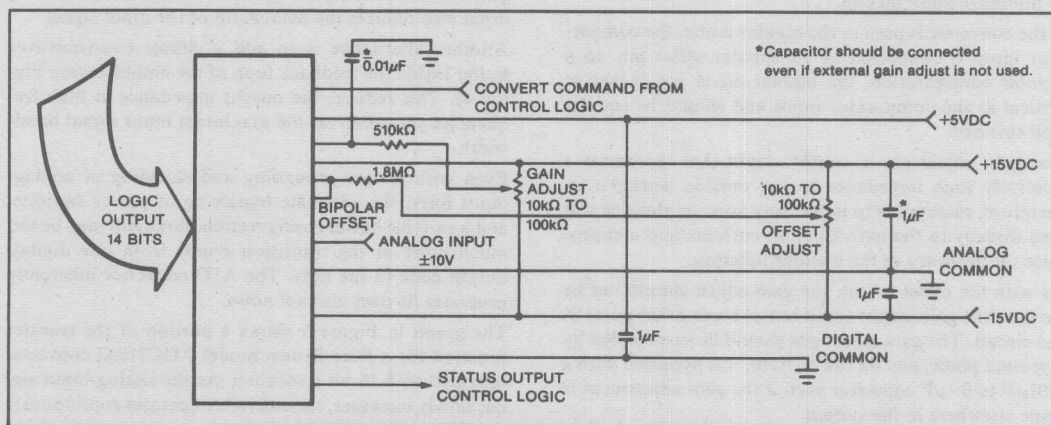 *Capacitor should be connected
even if external gain adjust is not used.
*
0.01μF
CONVERT COMMAND FROM
CONTROL LOGIC
+5VDC
510kΩ
+15VDC
1.8MΩ
GAIN
ADJUST
10kΩ TO
100kΩ
10kΩ TO
100kΩ
OFFSET
ADJUST
*
1μF
BIPOLAR
OFFSET
LOGIC
OUTPUT
14 BITS
ANALOG INPUT
±10V
ANALOG
COMMON
1μF
−15VDC
1μF
DIGITAL
COMMON
STATUS OUTPUT
CONTROL LOGIC